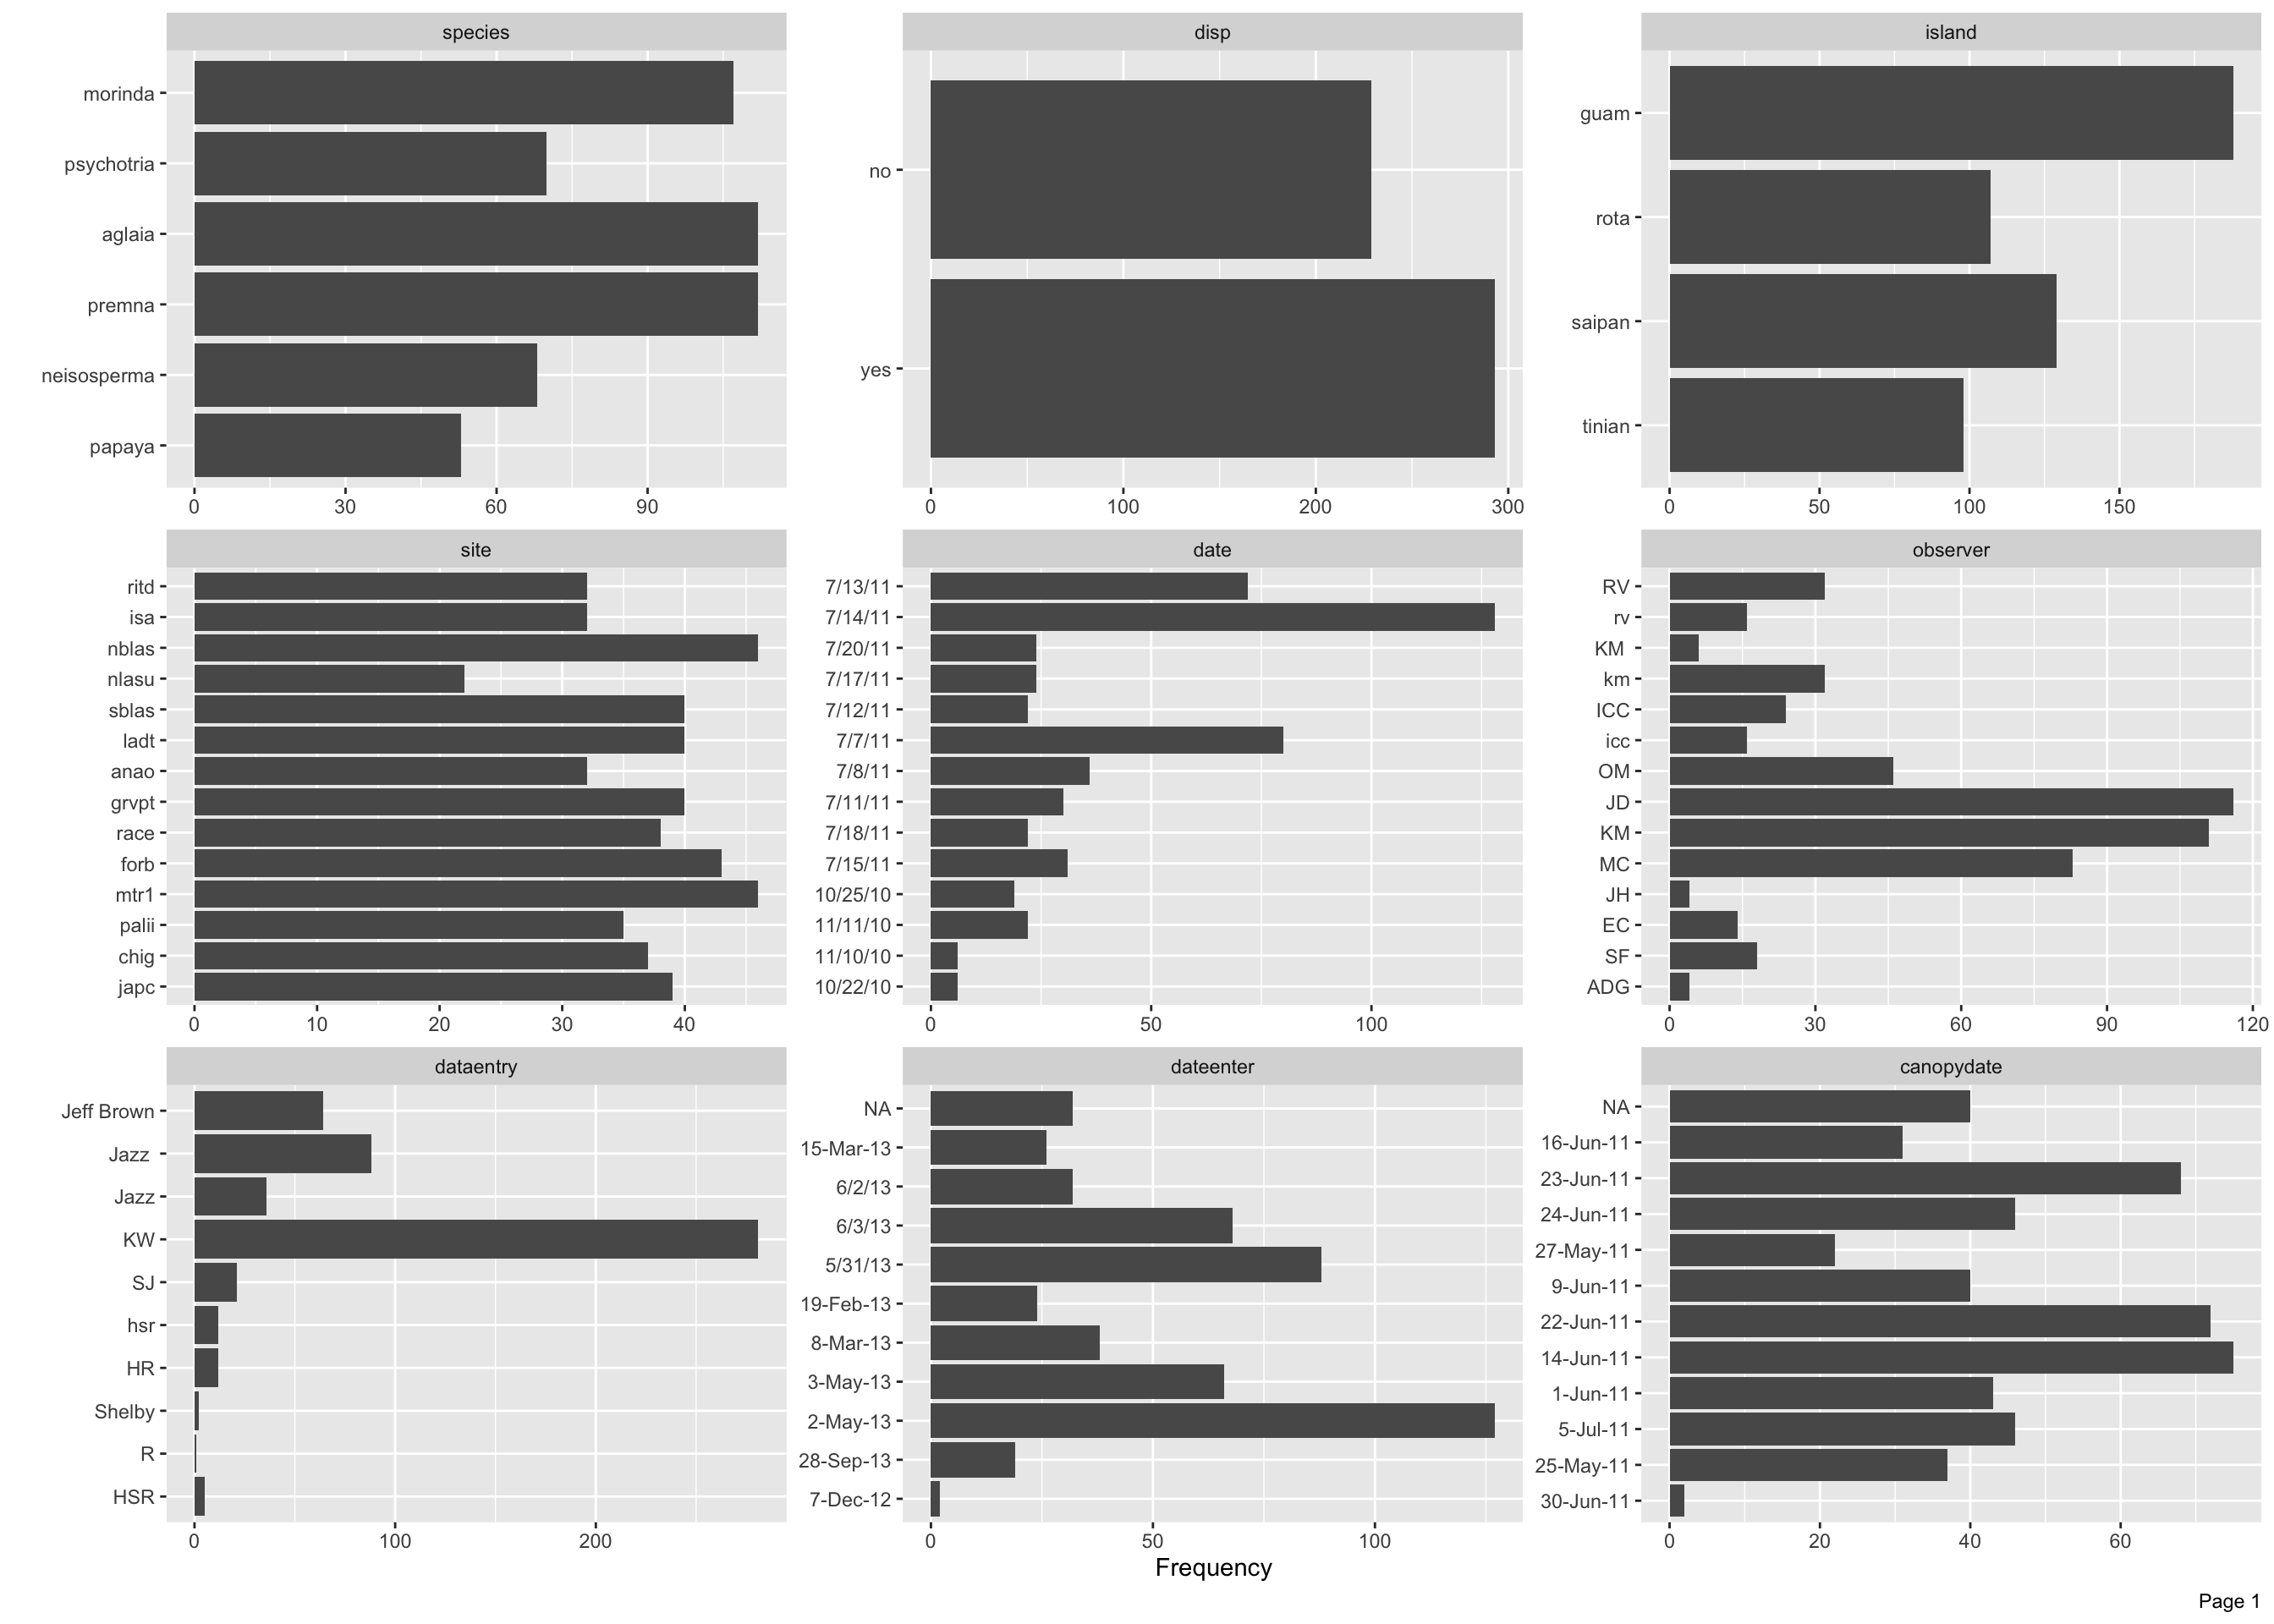 species
morinda
psychotria
aglaia
premna
neisosperma
papaya
0 30 60 90
disp
no
yes
0 100 200 300
island
guam
rota
saipan
tinian
0 50 100 150
site
ritd
isa
nblas
nlasu
sblas
ladt
anao
grvpt
race
forb
mtr1
palii
chig
japc
0 10 20 30 40
date
7/13/11
7/14/11
7/20/11
7/17/11
7/12/11
7/7/11
7/8/11
7/11/11
7/18/11
7/15/11
10/25/10
11/11/10
11/10/10
10/22/10
0 50 100
observer
RV
rv
KM
km
ICC
icc
OM
JD
KM
MC
JH
EC
SF
ADG
0 30 60 90 120
dataentry
Jeff Brown
Jazz
Jazz
KW
SJ
hsr
HR
Shelby
R
HSR
0 100 200
dateenter
NA
15-Mar-13
6/2/13
6/3/13
5/31/13
19-Feb-13
8-Mar-13
3-May-13
2-May-13
28-Sep-13
7-Dec-12
0 50 100
canopydate
NA
16-Jun-11
23-Jun-11
24-Jun-11
27-May-11
9-Jun-11
22-Jun-11
14-Jun-11
1-Jun-11
5-Jul-11
25-May-11
30-Jun-11
0 20 40 60
Frequency
Page 1